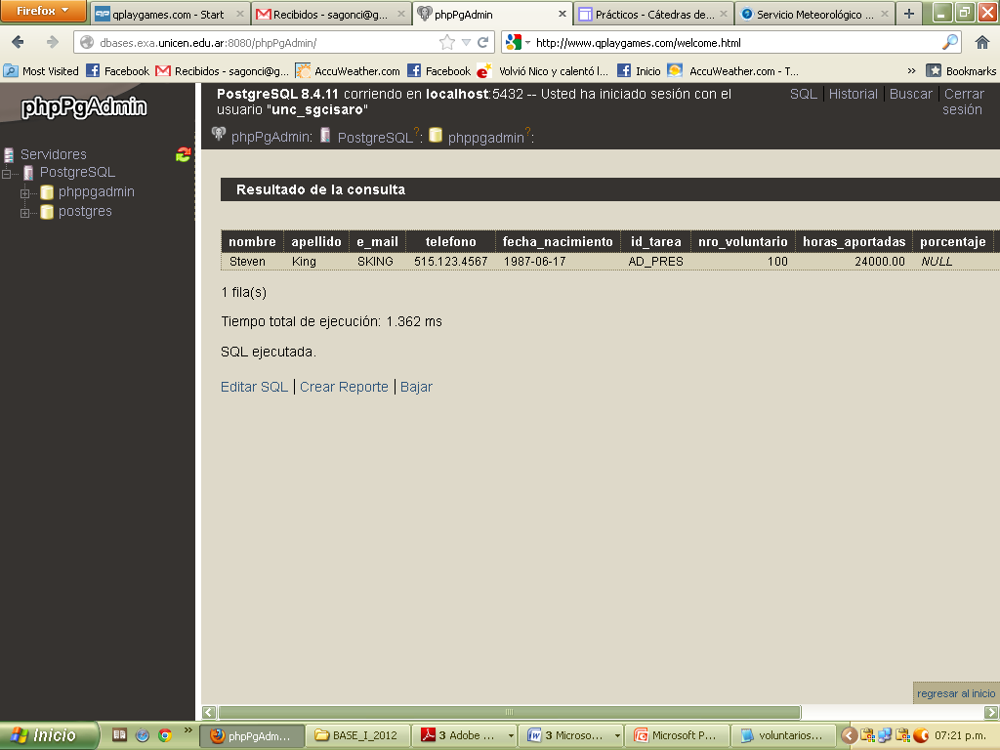 Firefox
qplaygames.com - Start
Recibidos - sagonci@g...
phpPgAdmin
Prácticos - Cátedras de...
Servicio Meteorológico ...
dbases.exa.unicen.edu.ar:8080/phpPgAdmin/
http://www.qplaygames.com/welcome.html
Most Visited
Facebook
Recibidos - sagonci@g...
AccuWeather.com
Facebook
Volvió Nico y calentó l...
Inicio
AccuWeather.com - T...
»
Bookmarks
phpPgAdmin
Servidores
PostgreSQL
phppgadmin
postgres
PostgreSQL 8.4.11 corriendo en localhost:5432 -- Usted ha iniciado sesión con el
usuario "unc_sgcisaro"
SQL | Historial | Buscar | Cerrar
sesión
phpPgAdmin: PostgreSQL?: phppgadmin?:
Resultado de la consulta
nombre apellido e_mail telefono fecha_nacimiento id_tarea nro_voluntario horas_aportadas porcentaje
Steven King SKING 515.123.4567 1987-06-17 AD_PRES 100 24000.00 NULL
1 fila(s)
Tiempo total de ejecución: 1.362 ms
SQL ejecutada.
Editar SQL | Crear Reporte | Bajar
regresar al inicio
Inicio
»
phpPgAdm...
BASE_I_2012
3 Adobe ...
3 Microso...
Microsoft P...
voluntarios...
07:21 p.m.